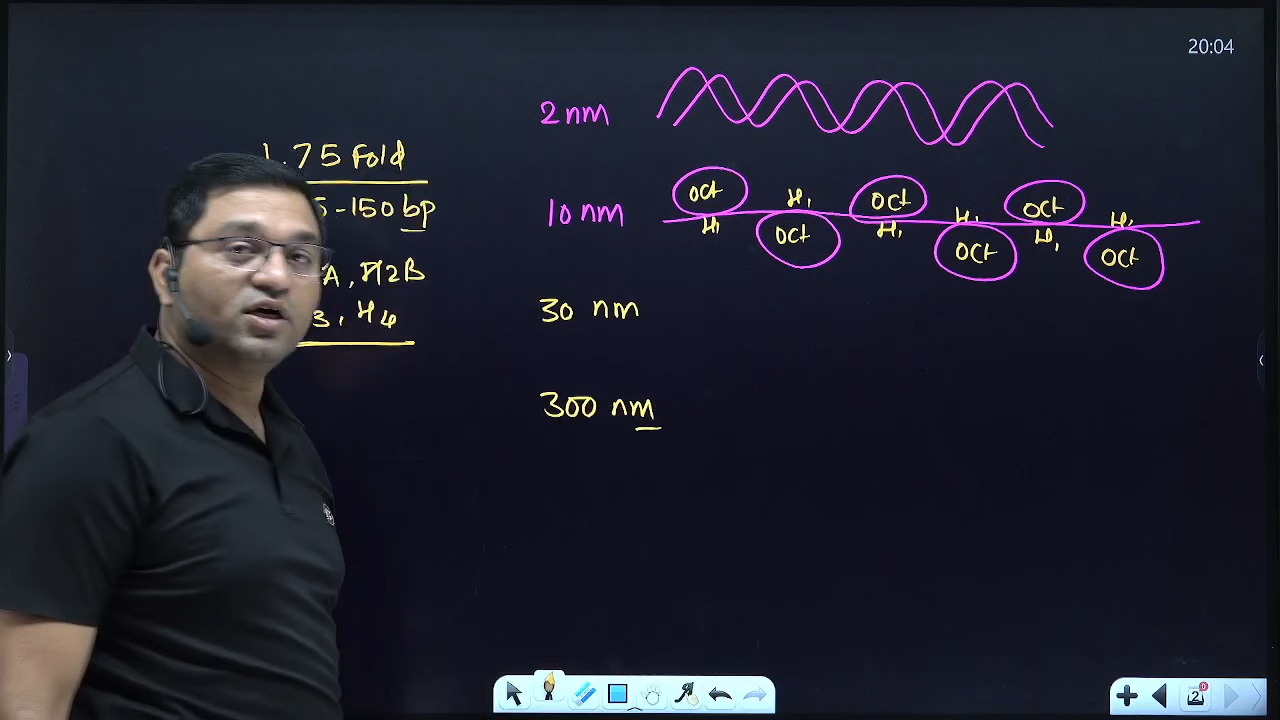 20:04
1.75 Fold
5-150 bp
A, H2B
3, H4
2 nm
10 nm
Oct H1 Oct H1 Oct
H1 Oct H1 Oct H1 Oct
30 nm
300 nm
2